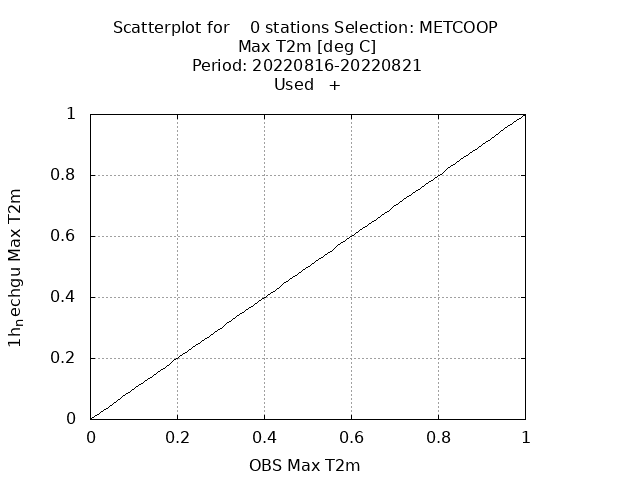 Scatterplot for    0 stations Selection: METCOOP
Max T2m [deg C]
Period: 20220816-20220821
Used   +
1
0.8
0.6
0.4
0.2
0
0 0.2 0.4 0.6 0.8 1
1hnechgu Max T2m
OBS Max T2m